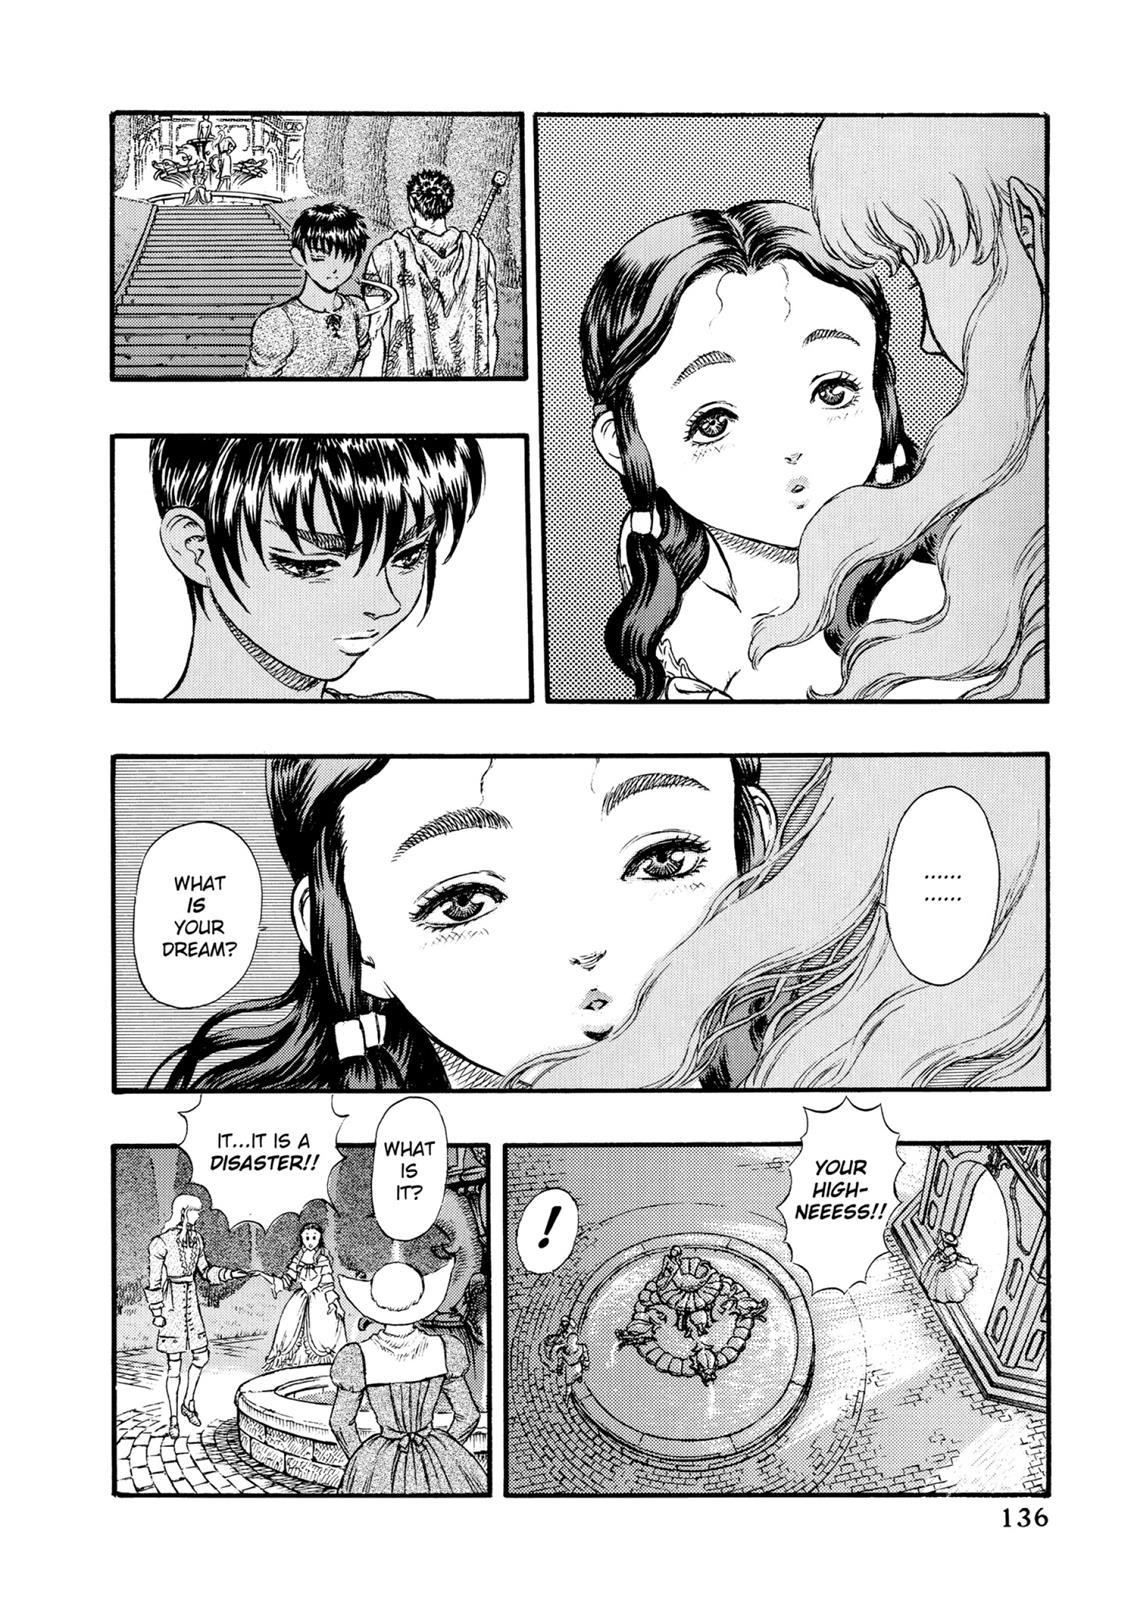 ......
......
WHAT
IS
YOUR
DREAM?
YOUR
HIGH-
NEEESS!!
!
WHAT
IS
IT?
IT...IT IS A
DISASTER!!
136